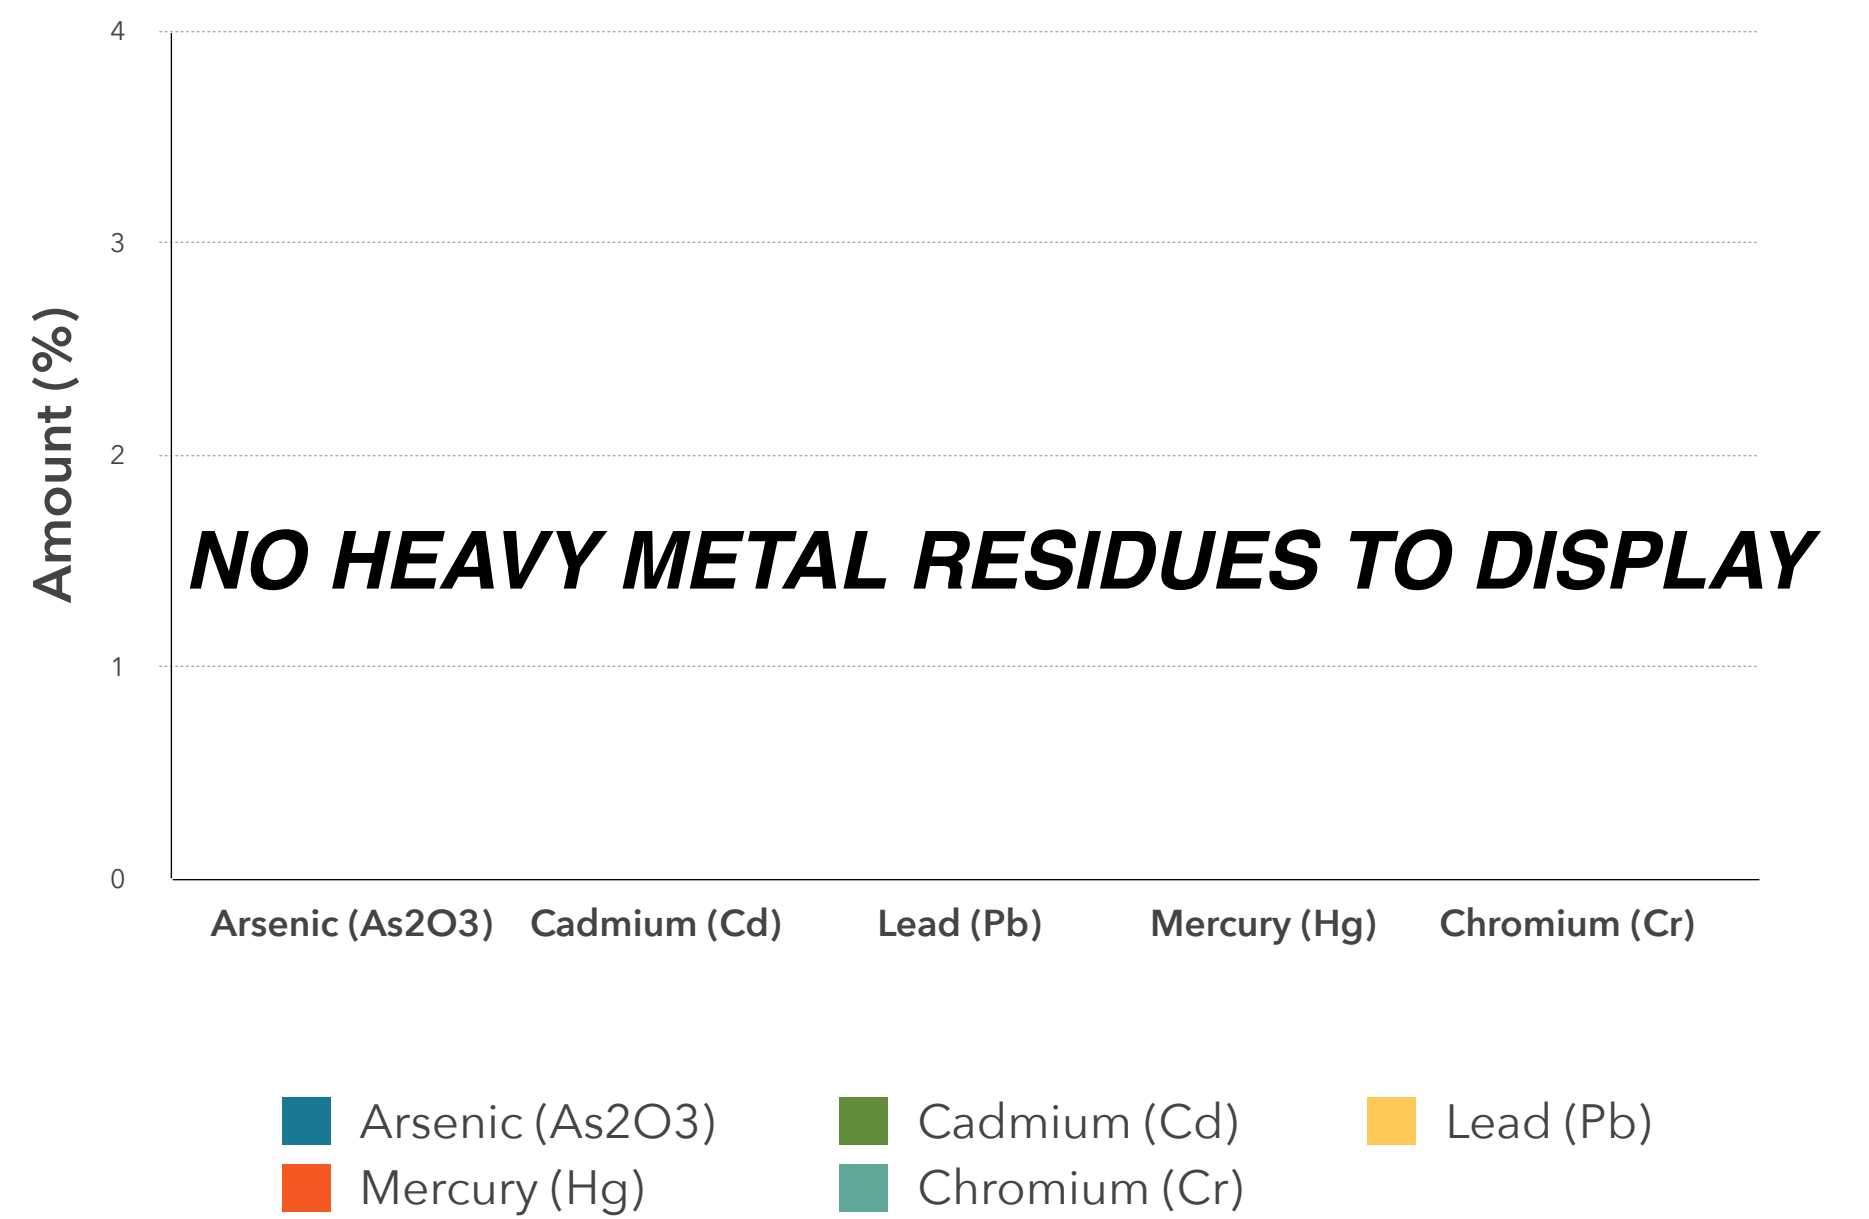 4
3
2
1
0
Amount (%)
NO HEAVY METAL RESIDUES TO DISPLAY
Arsenic (As2O3) Cadmium (Cd) Lead (Pb) Mercury (Hg) Chromium (Cr)
Arsenic (As2O3) Cadmium (Cd) Lead (Pb)
Mercury (Hg) Chromium (Cr)